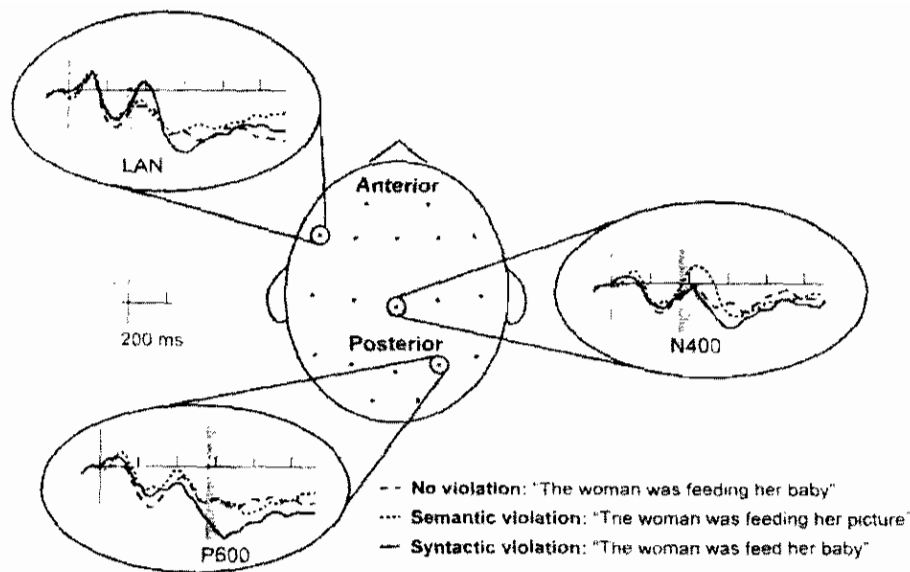 LAN
Anterior
200 ms
N400
Posterior
P600
-- No violation: "The woman was feeding her baby"
····· Semantic violation: "The woman was feeding her picture"
— Syntactic violation: "The woman was feed her baby"